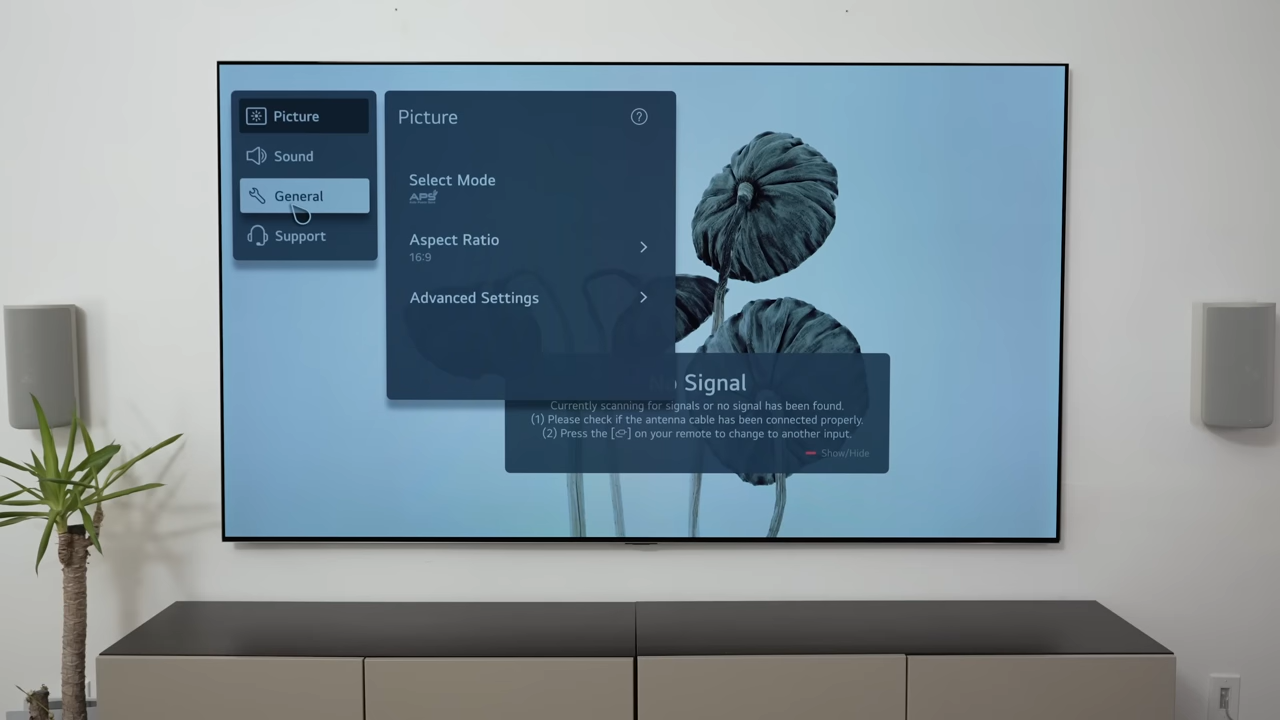 Picture
Sound
General
Support
Picture
?
Select Mode
APS
Aspect Ratio
16:9
Advanced Settings
No Signal
Currently scanning for signals or no signal has been found.
(1) Please check if the antenna cable has been connected properly.
(2) Press the [ ] on your remote to change to another input.
Show/Hide